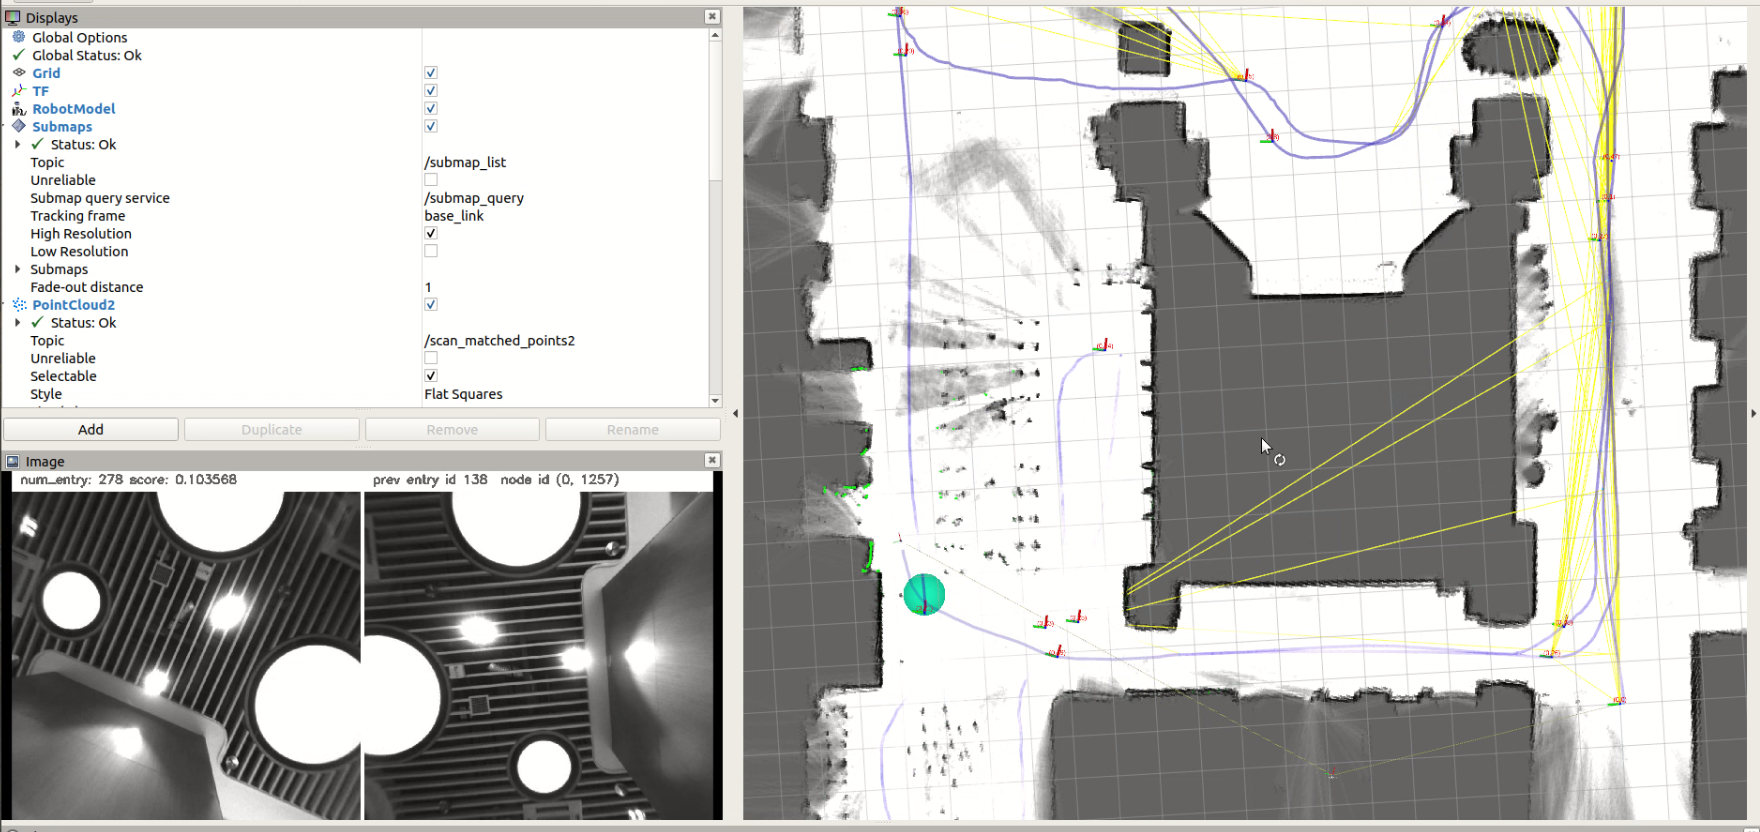 Displays
Global Options
Global Status: Ok
Grid
TF
RobotModel
Submaps
Status: Ok
Topic /submap_list
Unreliable
Submap query service /submap_query
Tracking frame base_link
High Resolution
Low Resolution
Submaps
Fade-out distance 1
PointCloud2
Status: Ok
Topic /scan_matched_points2
Unreliable
Selectable
Style Flat Squares
Add Duplicate Remove Rename
Image
num_entry: 278 score: 0.103568 prev entry id 138 node id (0, 1257)